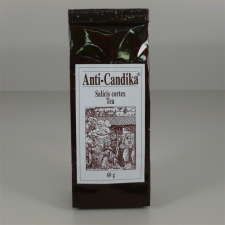 Anti-Candika®
Salicis cortex
Tea
60 g